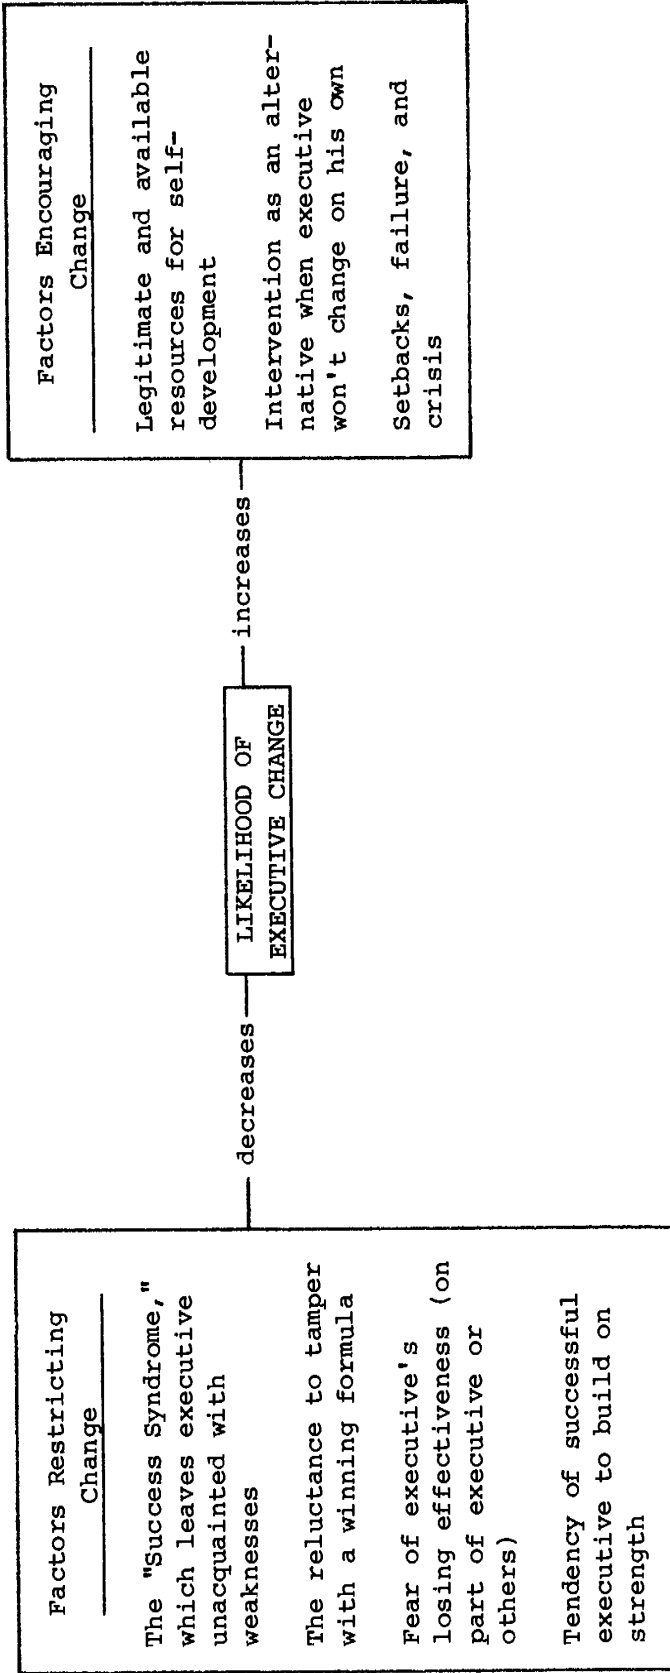 Factors Restricting
Change
The "Success Syndrome,"
which leaves executive
unacquainted with
weaknesses
The reluctance to tamper
with a winning formula
Fear of executive's
losing effectiveness (on
part of executive or
others)
Tendency of successful
executive to build on
strength
decreases
LIKELIHOOD OF
EXECUTIVE CHANGE
increases
Factors Encouraging
Change
Legitimate and available
resources for self-
development
Intervention as an alter-
native when executive
won't change on his own
Setbacks, failure, and
crisis